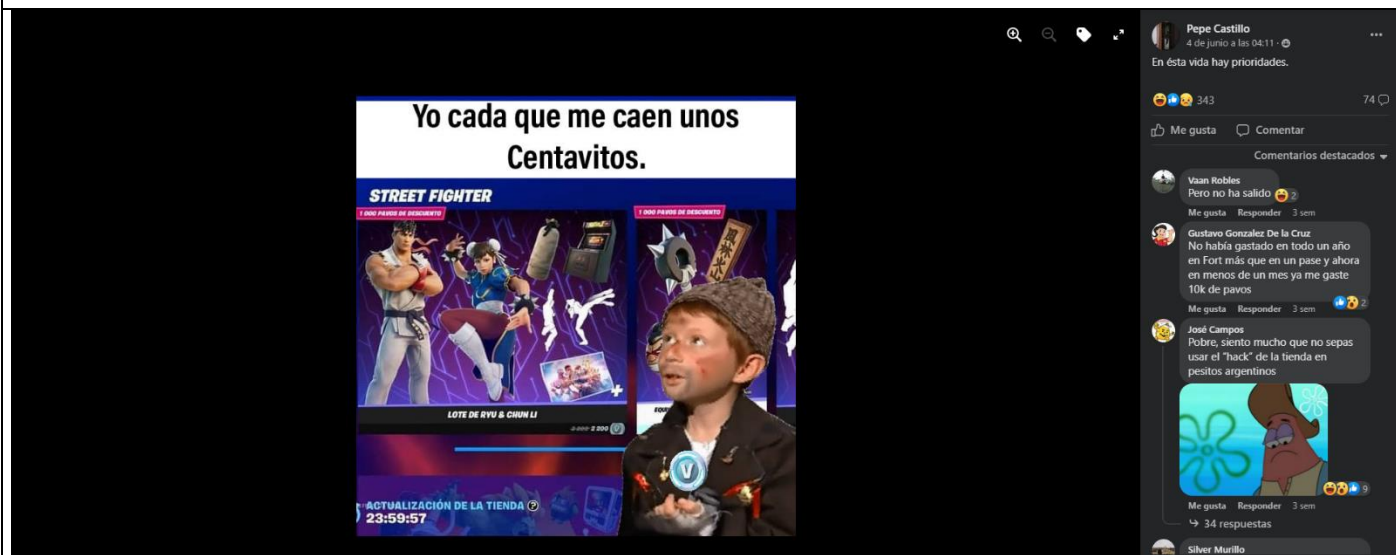 Yo cada que me caen unos
Centavitos.
STREET FIGHTER
1 000 PAVOS DE DESCUENTO
1 000 PAVOS DE DESCUENTO
風林火山
LOTE DE RYU & CHUN LI
2 200
V
ACTUALIZACIÓN DE LA TIENDA ?
23:59:57
Pepe Castillo
4 de junio a las 04:11 ·
En ésta vida hay prioridades.
343
74
Me gusta
Comentar
Comentarios destacados
Vaan Robles
Pero no ha salido
2
Me gusta Responder 3 sem
Gustavo Gonzalez De la Cruz
No había gastado en todo un año
en Fort más que en un pase y ahora
en menos de un mes ya me gaste
10k de pavos
2
Me gusta Responder 3 sem
José Campos
Pobre, siento mucho que no sepas
usar el "hack" de la tienda en
pesitos argentinos
9
Me gusta Responder 3 sem
34 respuestas
Silver Murillo